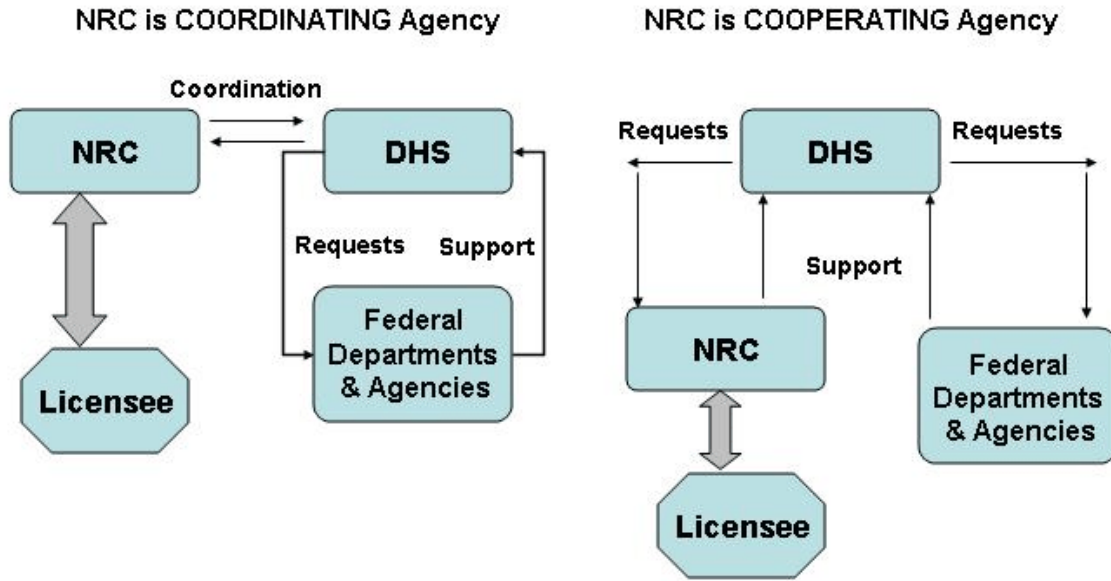 NRC is COORDINATING Agency
Coordination
NRC
DHS
Requests
Support
Federal
Departments
& Agencies
Licensee
NRC is COOPERATING Agency
Requests
DHS
Requests
Support
NRC
Federal
Departments
& Agencies
Licensee